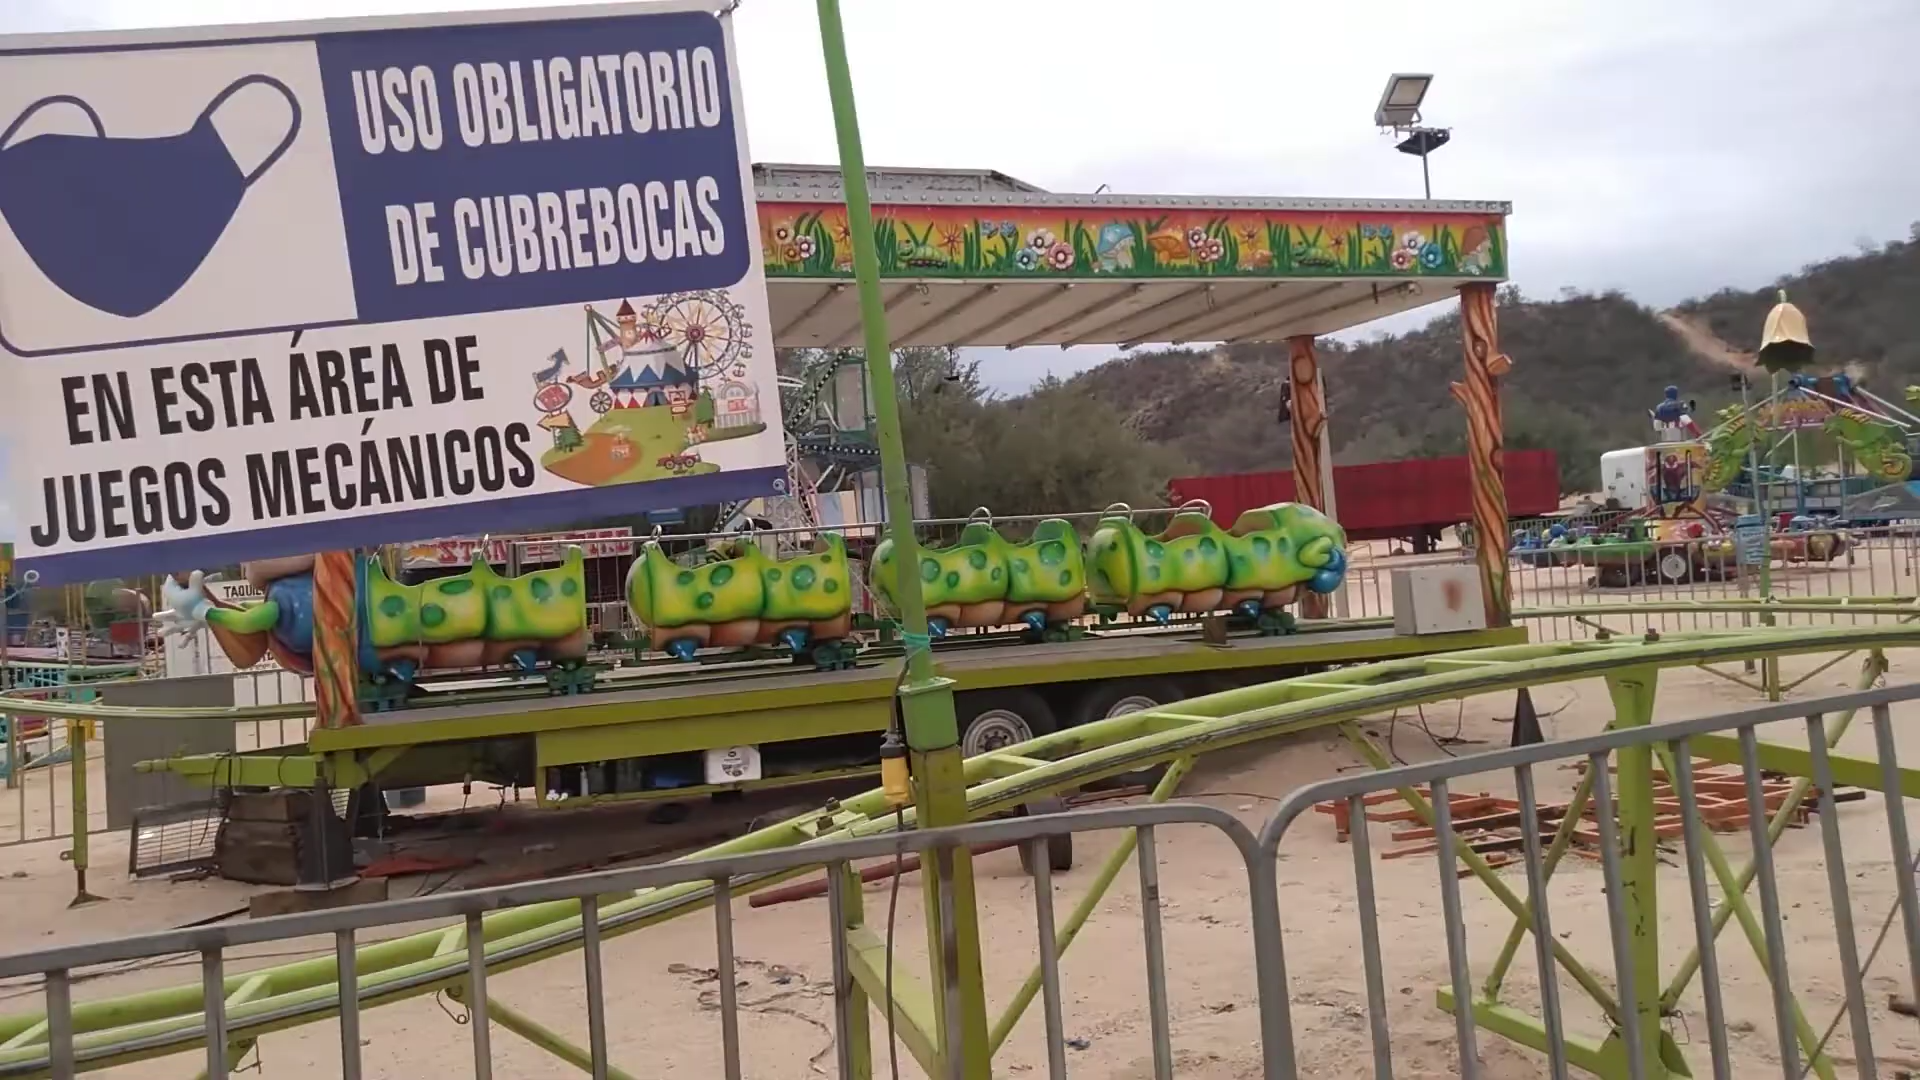 USO OBLIGATORIO
DE CUBREBOCAS
EN ESTA ÁREA DE
JUEGOS MECÁNICOS